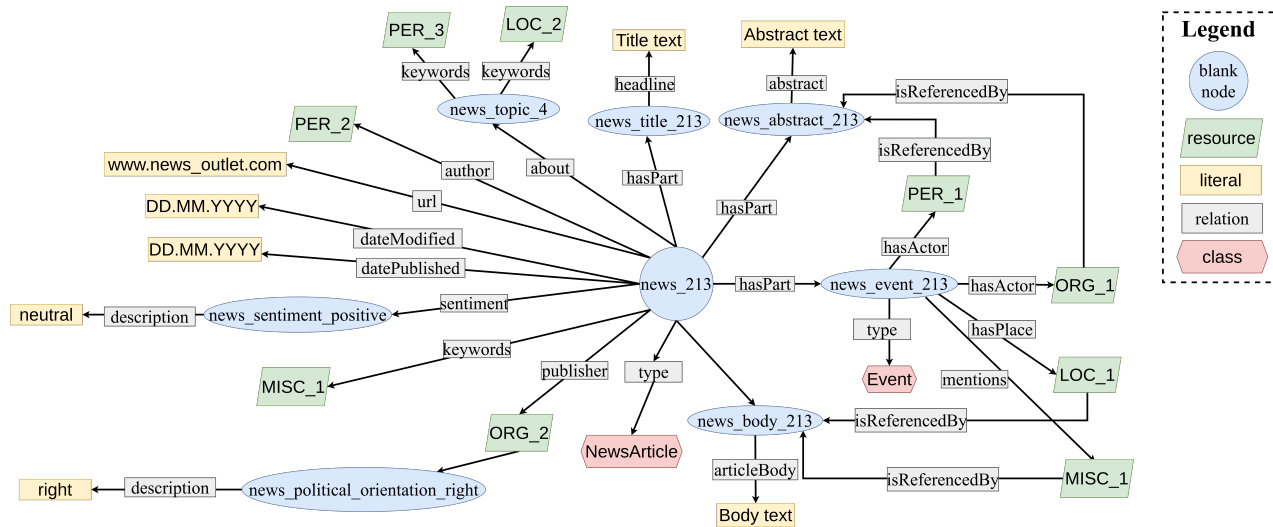 PER_3
LOC_2
Title text
Abstract text
Legend
keywords
keywords
headline
abstract
isReferencedBy
blank
node
news_topic_4
news_title_213
news_abstract_213
PER_2
resource
isReferencedBy
www.news_outlet.com
author
about
hasPart
literal
PER_1
url
DD.MM.YYYY
hasPart
relation
dateModified
hasActor
DD.MM.YYYY
datePublished
class
news_213
hasPart
news_event_213
hasActor
ORG_1
sentiment
neutral
description
news_sentiment_positive
type
hasPlace
keywords
publisher
type
Event
mentions
LOC_1
MISC_1
news_body_213
isReferencedBy
ORG_2
NewsArticle
articleBody
isReferencedBy
MISC_1
right
description
news_political_orientation_right
Body text